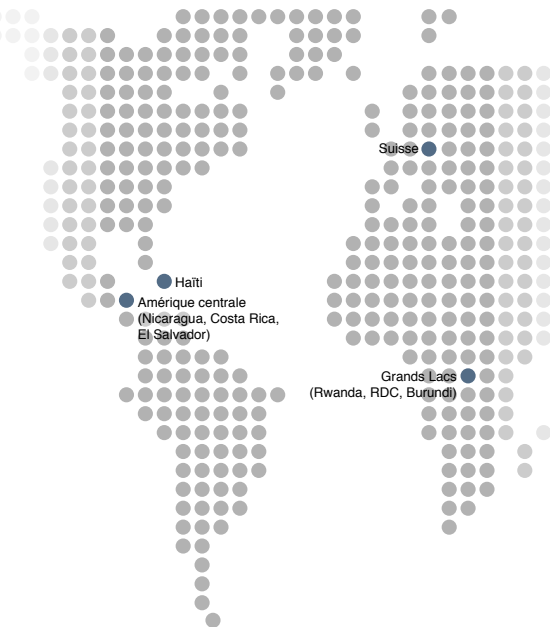 Suisse
Haïti
Amérique centrale
(Nicaragua, Costa Rica,
El Salvador)
Grands Lacs
(Rwanda, RDC, Burundi)